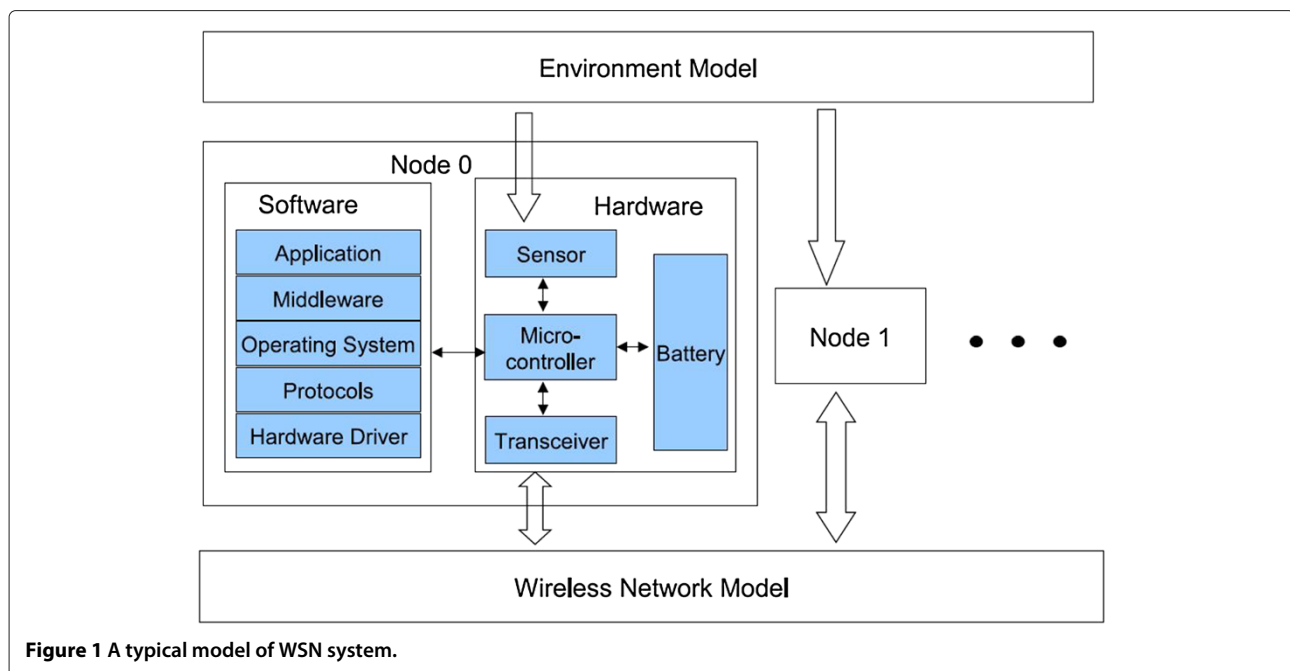 Environment Model
Node 0
Software
Application
Middleware
Operating System
Protocols
Hardware Driver
Hardware
Sensor
Micro-
controller
Transceiver
Battery
Node 1
Wireless Network Model
Figure 1 A typical model of WSN system.